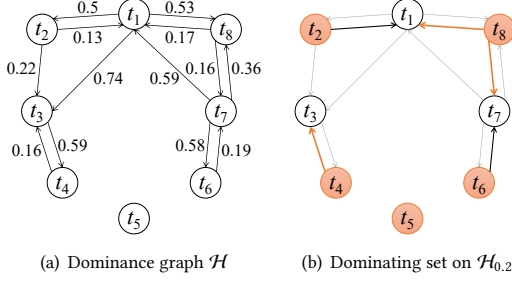 0.5 t1 0.53
t2 0.13 0.17 t8
0.22 0.74 0.59 0.16 0.36
t3 t7
0.16 0.59 0.58 0.19
t4 t6
t5
(a) Dominance graph ℋ
t1
t2 t8
t3 t7
t4 t6
t5
(b) Dominating set on ℋ0.2